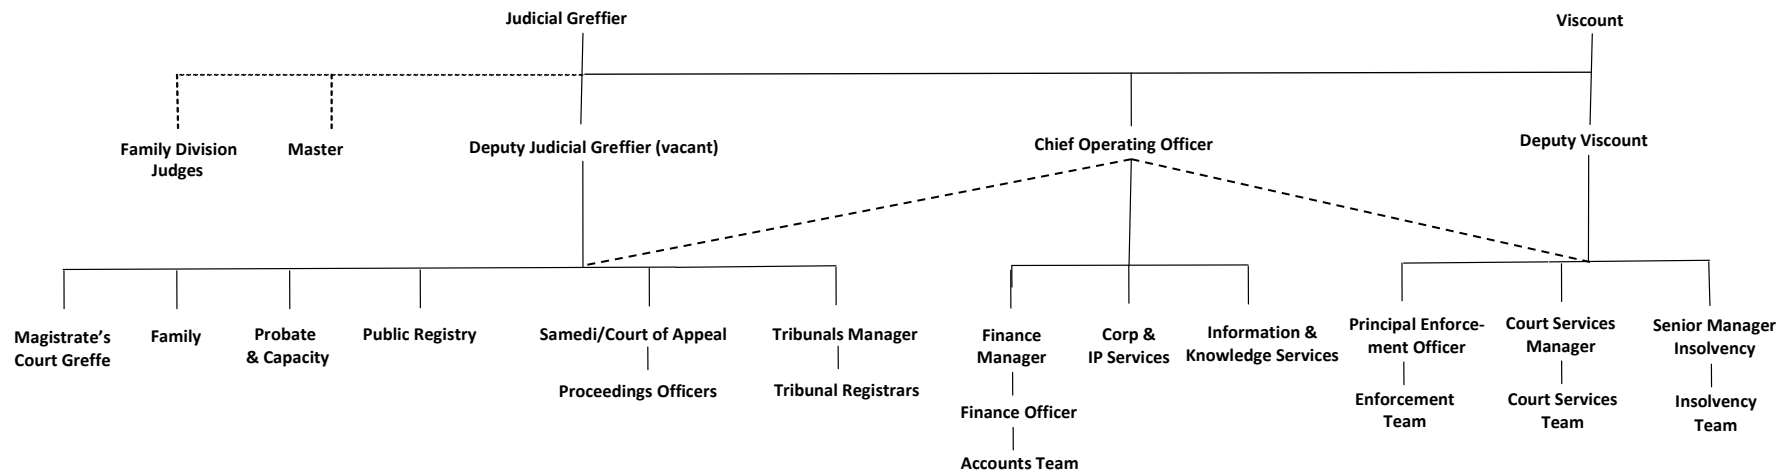 Judicial Greffier
Viscount
Family Division
Judges
Master
Deputy Judicial Greffier (vacant)
Chief Operating Officer
Deputy Viscount
Magistrate’s
Court Greffe
Family
Probate
& Capacity
Public Registry
Samedi/Court of Appeal
Proceedings Officers
Tribunals Manager
Tribunal Registrars
Finance
Manager
Finance Officer
Accounts Team
Corp &
IP Services
Information &
Knowledge Services
Principal Enforce-
ment Officer
Enforcement
Team
Court Services
Manager
Court Services
Team
Senior Manager
Insolvency
Insolvency
Team